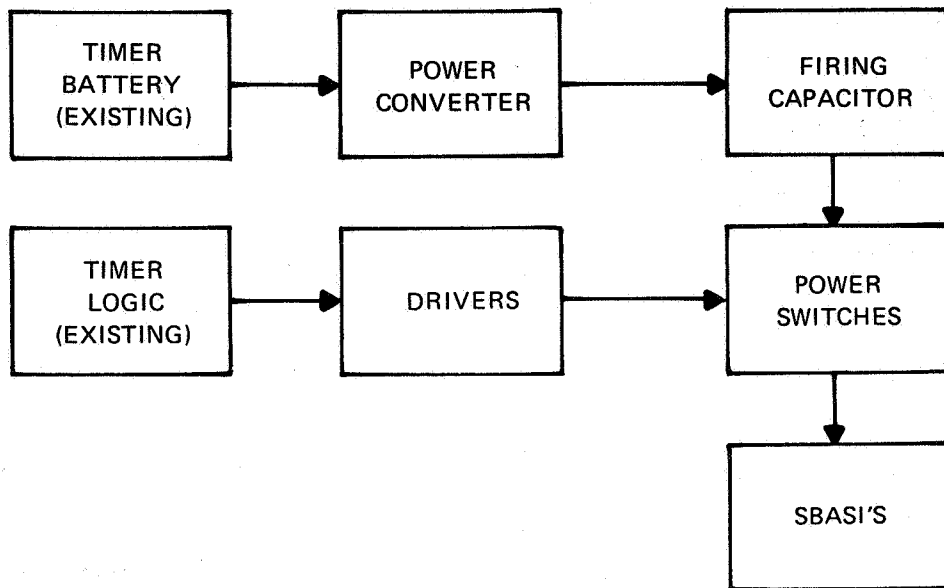 TIMER
BATTERY
(EXISTING)
POWER
CONVERTER
FIRING
CAPACITOR
TIMER
LOGIC
(EXISTING)
DRIVERS
POWER
SWITCHES
SBASI'S